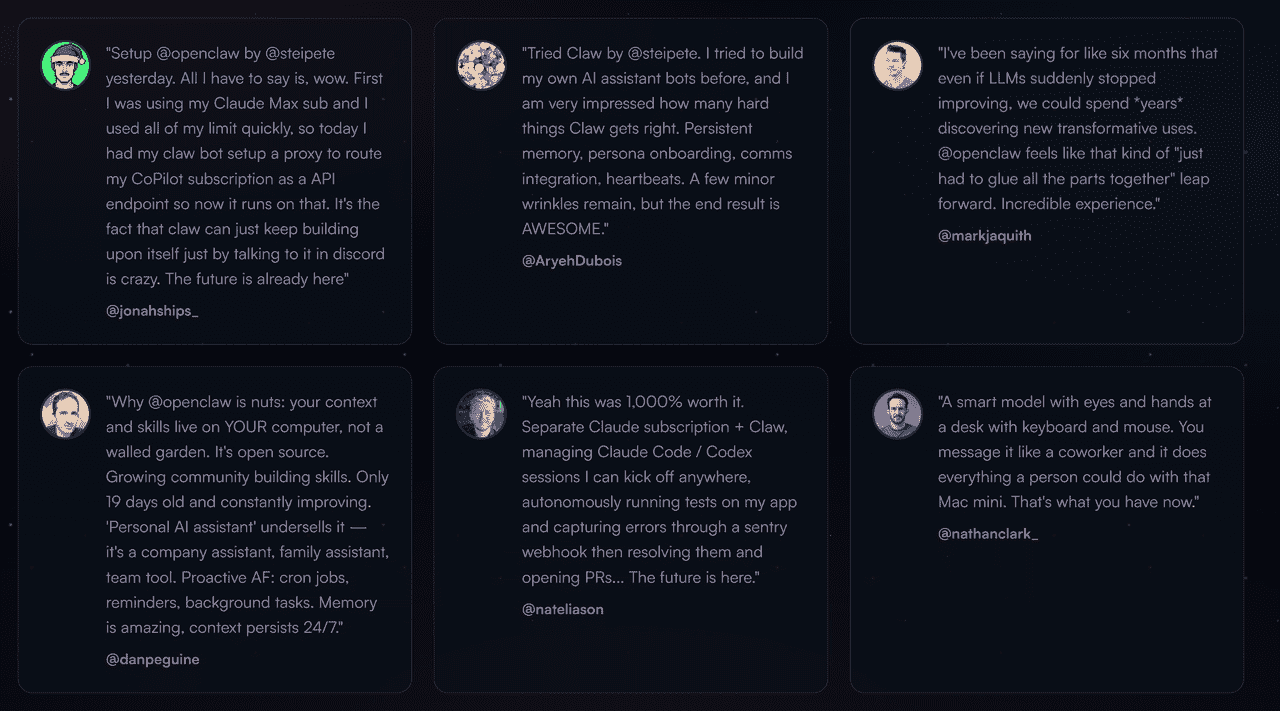 "Setup @openclaw by @steipete
yesterday. All I have to say is, wow. First
I was using my Claude Max sub and I
used all of my limit quickly, so today I
had my claw bot setup a proxy to route
my CoPilot subscription as a API
endpoint so now it runs on that. It's the
fact that claw can just keep building
upon itself just by talking to it in discord
is crazy. The future is already here"
@jonahships_
"Tried Claw by @steipete. I tried to build
my own AI assistant bots before, and I
am very impressed how many hard
things Claw gets right. Persistent
memory, persona onboarding, comms
integration, heartbeats. A few minor
wrinkles remain, but the end result is
AWESOME."
@AryehDubois
"I've been saying for like six months that
even if LLMs suddenly stopped
improving, we could spend *years*
discovering new transformative uses.
@openclaw feels like that kind of "just
had to glue all the parts together" leap
forward. Incredible experience."
@markjaquith
"Why @openclaw is nuts: your context
and skills live on YOUR computer, not a
walled garden. It's open source.
Growing community building skills. Only
19 days old and constantly improving.
'Personal AI assistant' undersells it —
it's a company assistant, family assistant,
team tool. Proactive AF: cron jobs,
reminders, background tasks. Memory
is amazing, context persists 24/7."
@danpeguine
"Yeah this was 1,000% worth it.
Separate Claude subscription + Claw,
managing Claude Code / Codex
sessions I can kick off anywhere,
autonomously running tests on my app
and capturing errors through a sentry
webhook then resolving them and
opening PRs... The future is here."
@nateliason
"A smart model with eyes and hands at
a desk with keyboard and mouse. You
message it like a coworker and it does
everything a person could do with that
Mac mini. That's what you have now."
@nathanclark_